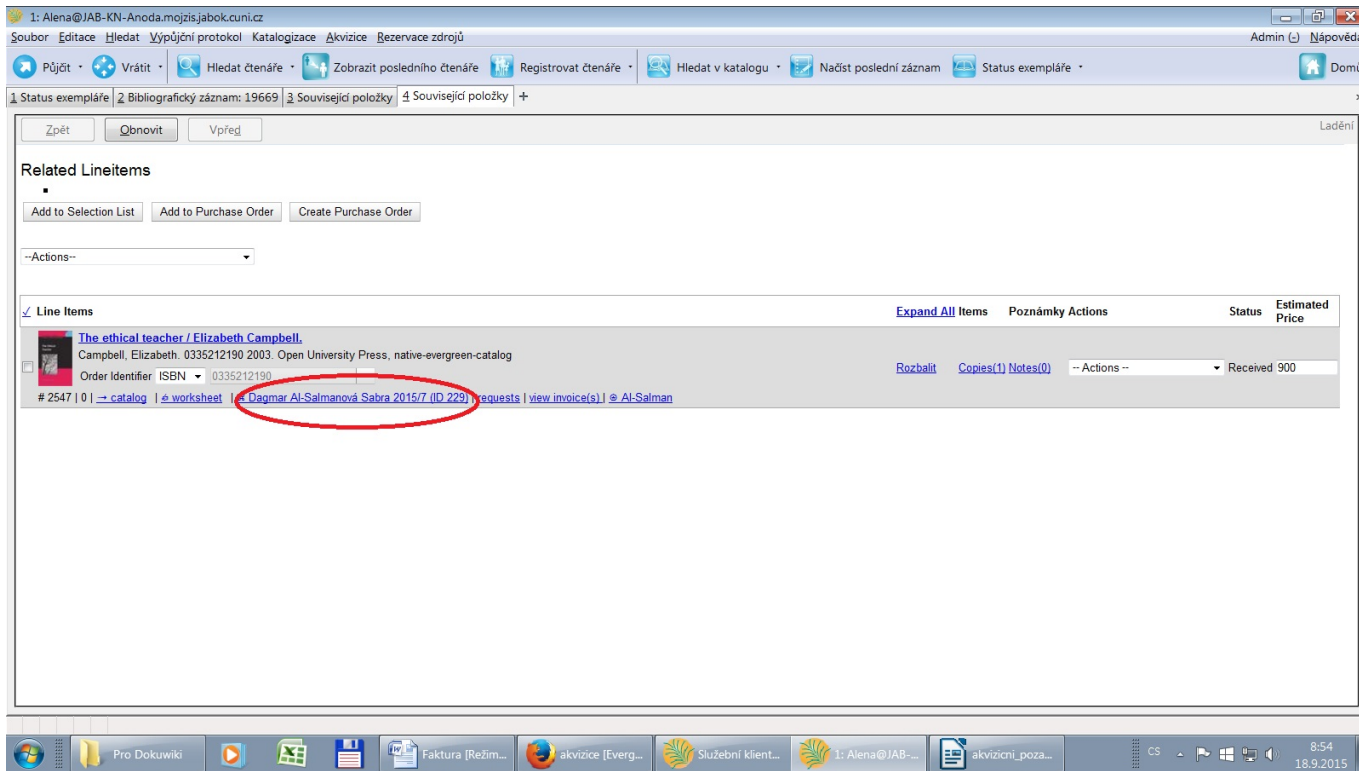 1: Alena@JAB-KN-Anoda.mojzis.jabok.cuni.cz
Soubor Editace Hledat Výpůjční protokol Katalogizace Akvizice Rezervace zdrojů Admin (-) Nápověda
Půjčit Vrátit Hledat čtenáře Zobrazit posledního čtenáře Registrovat čtenáře Hledat v katalogu Načíst poslední záznam Status exempláře Domů
1 Status exempláře 2 Bibliografický záznam: 19669 3 Související položky 4 Související položky +
Zpět Obnovit Vpřed Ladění
Related Lineitems
Add to Selection List Add to Purchase Order Create Purchase Order
--Actions--
✓ Line Items Expand All Items Poznámky Actions Status Estimated Price
The ethical teacher / Elizabeth Campbell.
Campbell, Elizabeth. 0335212190 2003. Open University Press, native-evergreen-catalog
Order Identifier ISBN 0335212190
Rozbalit Copies(1) Notes(0) -- Actions -- Received 900
# 2547 | 0 | → catalog | worksheet | Dagmar Al-Salmanová Sabra 2015/7 (ID 229) | requests | view invoice(s) | Al-Salman
Pro Dokuwiki Faktura [Režim... akvizice [Everg... Služební klient... 1: Alena@JAB-... akvizicni_poza... CS 8:54
18.9.2015